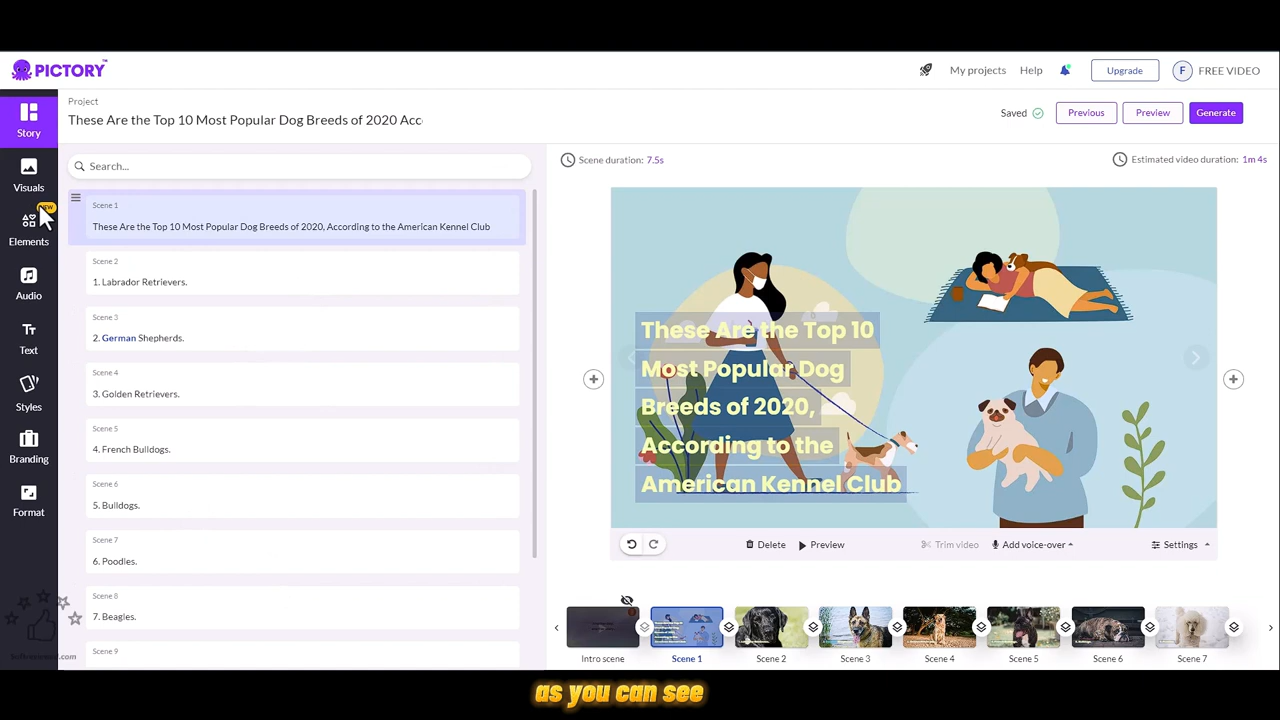 PICTORY
My projects
Help
Upgrade
F
FREE VIDEO
Story
Visuals
NEW
Elements
Audio
Text
Styles
Branding
Format
Project
These Are the Top 10 Most Popular Dog Breeds of 2020 Acc
Saved
Previous
Preview
Generate
Search...
Scene 1
These Are the Top 10 Most Popular Dog Breeds of 2020, According to the American Kennel Club
Scene 2
1. Labrador Retrievers.
Scene 3
2. German Shepherds.
Scene 4
3. Golden Retrievers.
Scene 5
4. French Bulldogs.
Scene 6
5. Bulldogs.
Scene 7
6. Poodles.
Scene 8
7. Beagles.
Scene 9
Scene duration: 7.5s
Estimated video duration: 1m 4s
These Are the Top 10
Most Popular Dog
Breeds of 2020,
According to the
American Kennel Club
Delete
Preview
Trim video
Add voice-over
Settings
Intro scene
Scene 1
Scene 2
Scene 3
Scene 4
Scene 5
Scene 6
Scene 7
as you can see